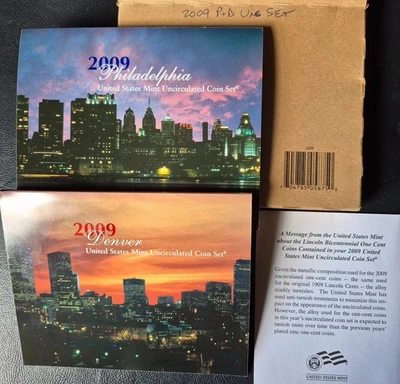 2009 P+D UNC SET
2009
Philadelphia
United States Mint Uncirculated Coin Set®
2009
Denver
United States Mint Uncirculated Coin Set®
A Message from the United States Mint
about the Lincoln Bicentennial One Cent
Coins Contained in your 2009 United
States Mint Uncirculated Coin Set®
Given the metallic composition used for the 2009
uncirculated one-cent coins – the same used
for the original 1909 Lincoln Cents – the alloy
readily tarnishes. The United States Mint has
used anti-tarnish treatments to minimize this im-
pact on the appearance of the uncirculated coins.
However, the alloy used for the one-cent coins
in this year's uncirculated coin set is expected to
tarnish more over time than the previous years'
plated zinc one-cent coins.
UNITED STATES MINT